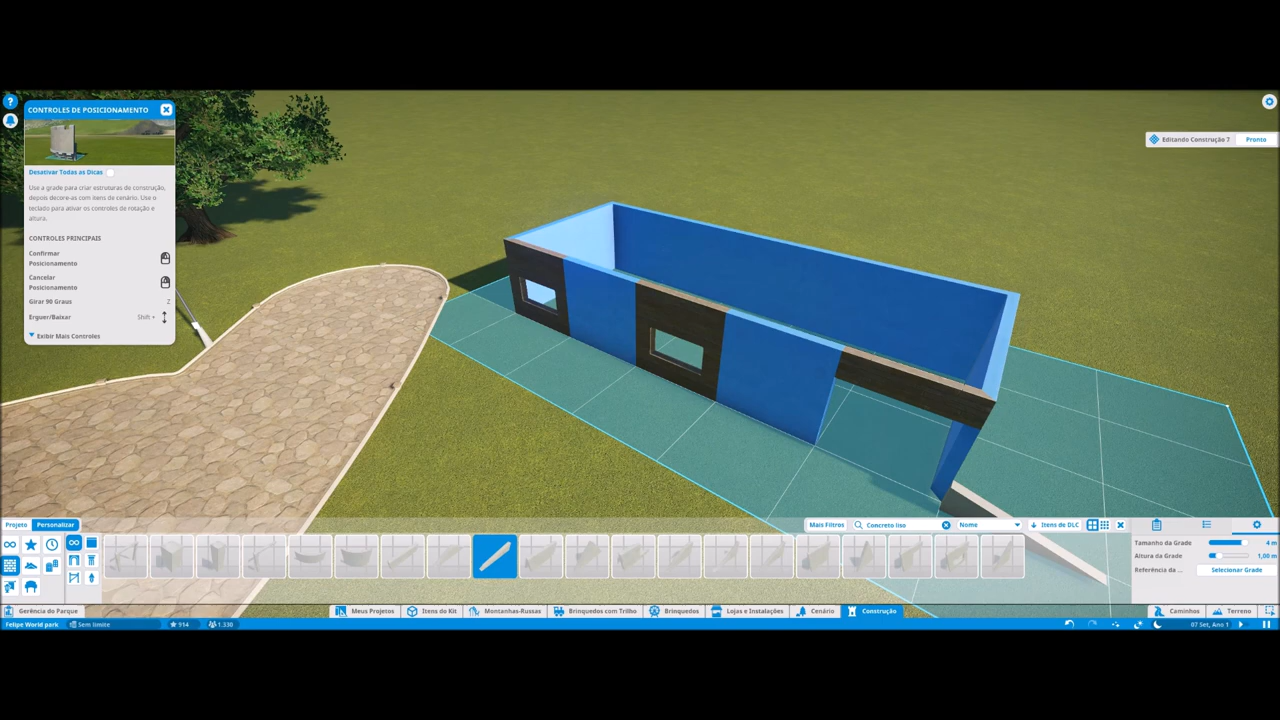 ?
CONTROLES DE POSICIONAMENTO
Desativar Todas as Dicas
Use a grade para criar estruturas de construção,
depois decore-as com itens de cenário. Use o
teclado para ativar os controles de rotação e
altura.
CONTROLES PRINCIPAIS
Confirmar
Posicionamento
Cancelar
Posicionamento
Girar 90 Graus Z
Erguer/Baixar Shift +
Exibir Mais Controles
Editando Construção 7 Pronto
Projeto Personalizar
Mais Filtros Concreto liso Nome Itens de DLC
Tamanho da Grade 4 m
Altura da Grade 1,00 m
Referência da ... Selecionar Grade
Gerência do Parque Meus Projetos Itens do Kit Montanhas-Russas Brinquedos com Trilho Brinquedos Lojas e Instalações Cenário Construção Caminhos Terreno
Felipe World park Sem limite 914 1.330 07 Set, Ano 1